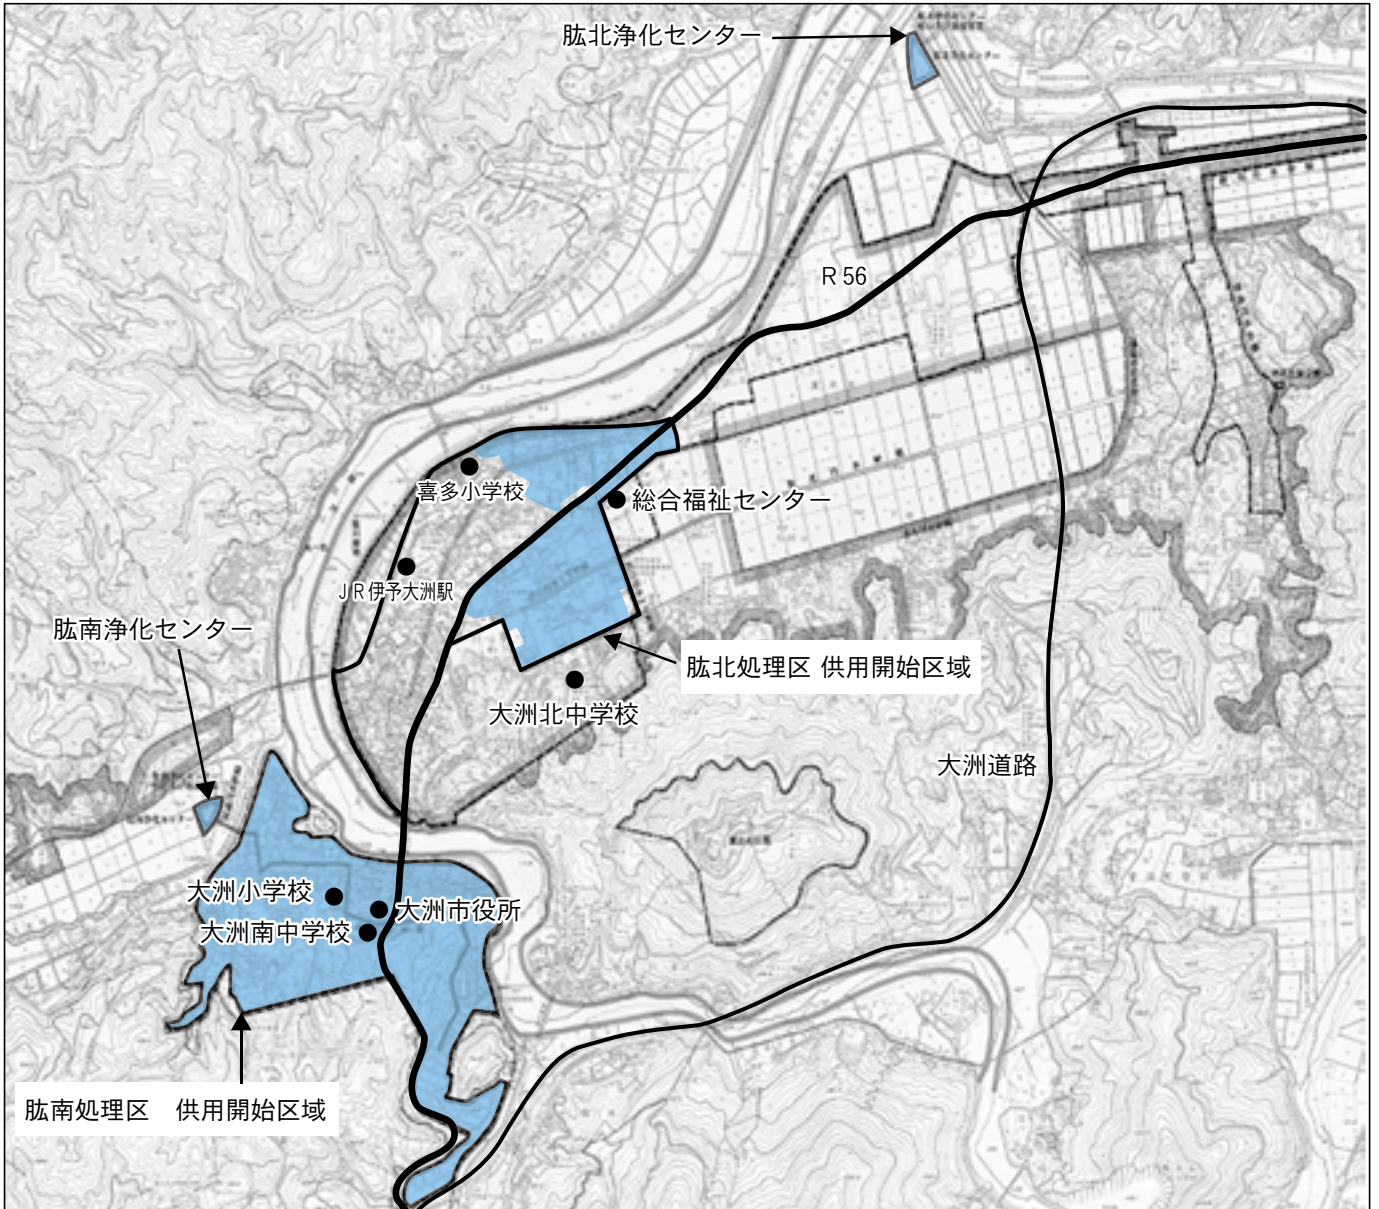 肱北浄化センター
R 56
喜多小学校
総合福祉センター
JR伊予大洲駅
肱南浄化センター
肱北処理区 供用開始区域
大洲北中学校
大洲道路
大洲小学校
大洲市役所
大洲南中学校
肱南処理区　供用開始区域